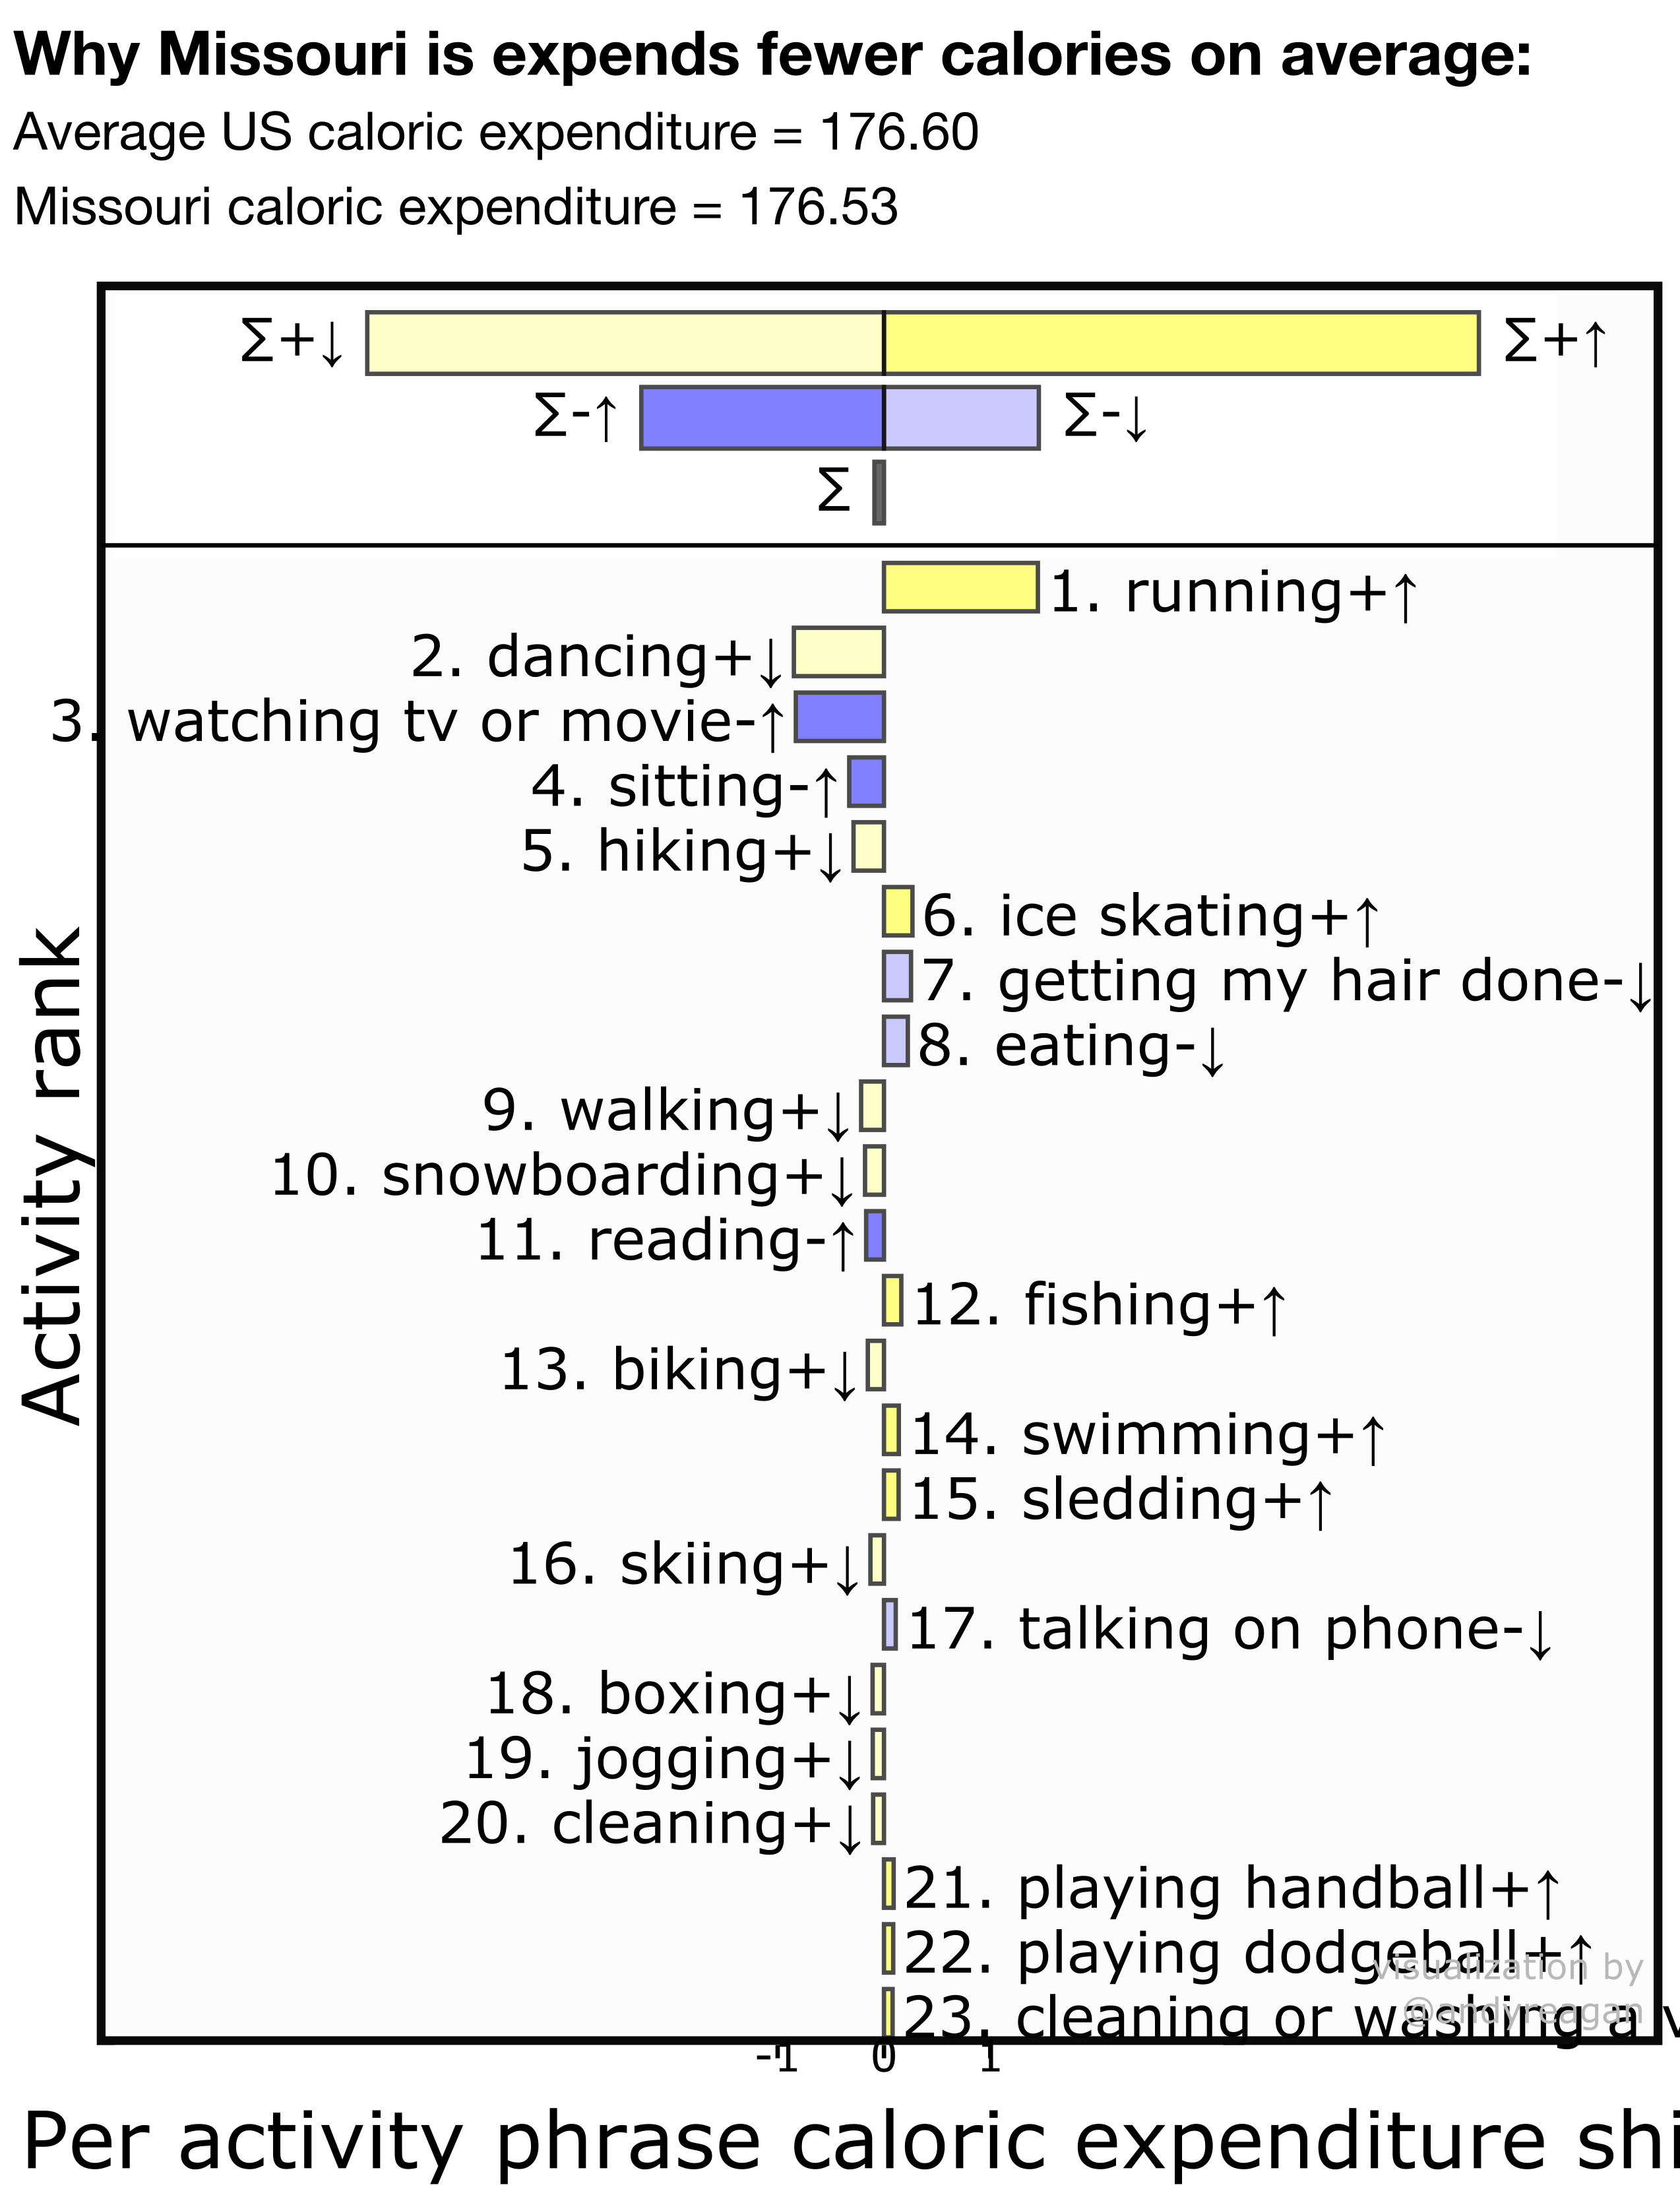 Why Missouri is expends fewer calories on average:
Average US caloric expenditure = 176.60
Missouri caloric expenditure = 176.53
∑+↓ ∑+↑
∑-↑ ∑-↓
∑
1. running+↑
2. dancing+↓
3. watching tv or movie-↑
4. sitting-↑
5. hiking+↓
6. ice skating+↑
7. getting my hair done-↓
8. eating-↓
9. walking+↓
10. snowboarding+↓
11. reading-↑
12. fishing+↑
13. biking+↓
14. swimming+↑
15. sledding+↑
16. skiing+↓
17. talking on phone-↓
18. boxing+↓
19. jogging+↓
20. cleaning+↓
21. playing handball+↑
22. playing dodgeball+↑
23. cleaning or washing a
visualization by
@andyreagan
Activity rank
-1 0 1
Per activity phrase caloric expenditure shi